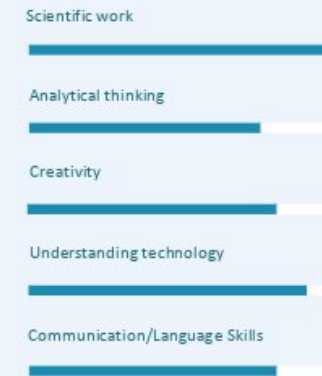 Scientific work
Analytical thinking
Creativity
Understanding technology
Communication/Language Skills